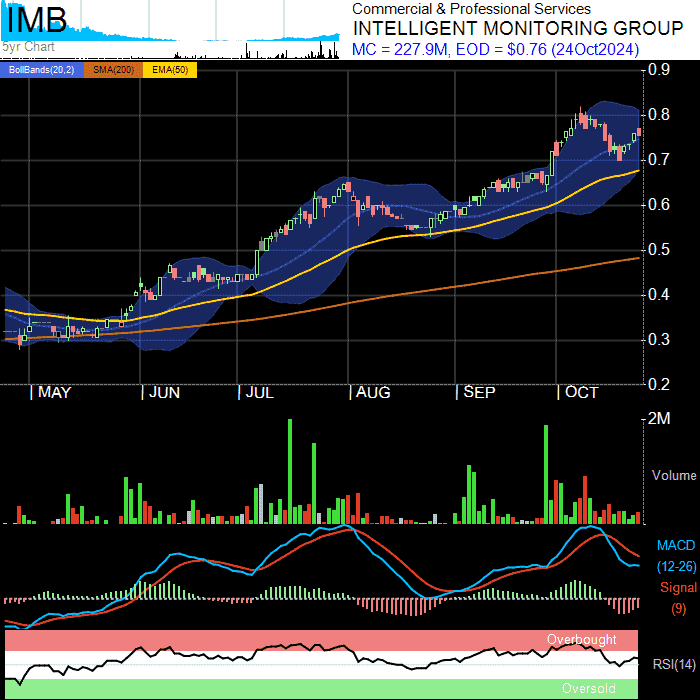 IMB
5yr Chart
Commercial & Professional Services
INTELLIGENT MONITORING GROUP
MC = 227.9M, EOD = $0.76 (24Oct2024)
BollBands(20,2) SMA(200) EMA(50)
0.9
0.8
0.7
0.6
0.5
0.4
0.3
0.2
MAY JUN JUL AUG SEP OCT
2M
Volume
MACD
(12-26)
Signal
(9)
Overbought
RSI(14)
Oversold